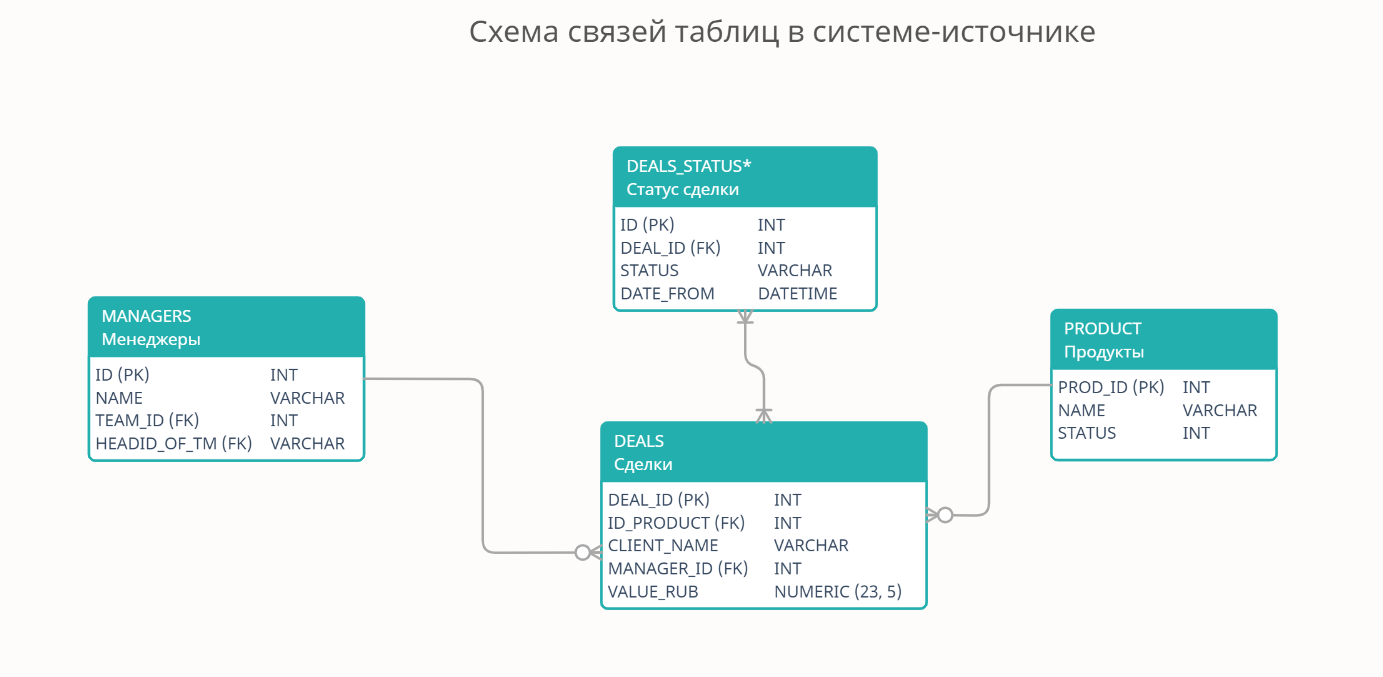 Схема связей таблиц в системе-источнике
DEALS_STATUS*
Статус сделки
ID (PK) INT
DEAL_ID (FK) INT
STATUS VARCHAR
DATE_FROM DATETIME
MANAGERS
Менеджеры
ID (PK) INT
NAME VARCHAR
TEAM_ID (FK) INT
HEADID_OF_TM (FK) VARCHAR
PRODUCT
Продукты
PROD_ID (PK) INT
NAME VARCHAR
STATUS INT
DEALS
Сделки
DEAL_ID (PK) INT
ID_PRODUCT (FK) INT
CLIENT_NAME VARCHAR
MANAGER_ID (FK) INT
VALUE_RUB NUMERIC (23, 5)